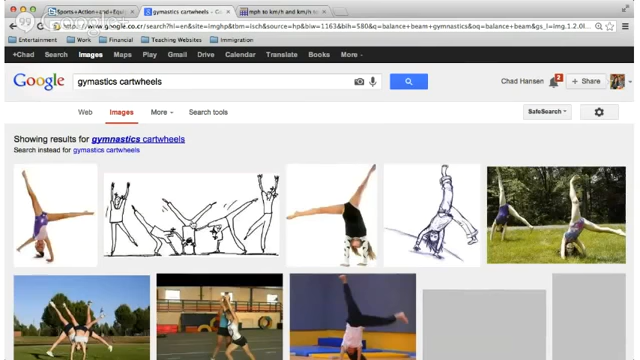 Sports+Action+and+Equ
gymnastics cartwheels - Go
mph to km/h and km/h to
www.google.co.cr/search?hl=en&site=imghp&tbm=isch&source=hp&biw=1163&bih=580&q=balance+beam+gymnastics&oq=balance+beam+gymnastics&gs_l=img.1.2.0l
Entertainment Work Financial Teaching Websites Immigration
+Chad Search Images Maps Play Gmail Drive Calendar Translate Books More
Google gymastics cartwheels Chad Hansen 2 + Share
Web Images More Search tools SafeSearch
Showing results for gymnastics cartwheels
Search instead for gymastics cartwheels